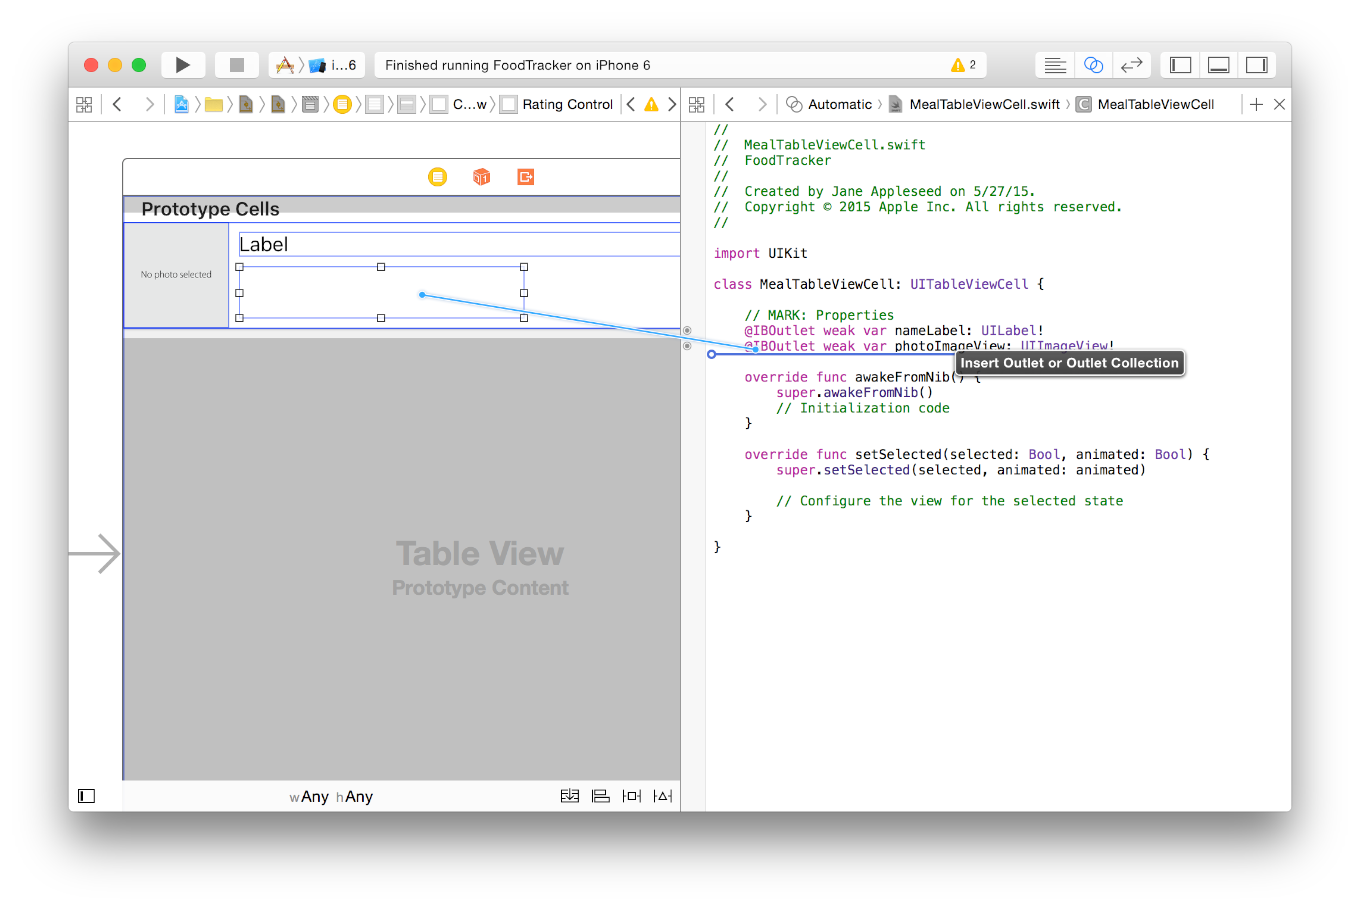 i...6
Finished running FoodTracker on iPhone 6
2
C...w
Rating Control
Automatic
MealTableViewCell.swift
C
MealTableViewCell
Prototype Cells
No photo selected
Label
Table View
Prototype Content
wAny hAny
//
//  MealTableViewCell.swift
//  FoodTracker
//
//  Created by Jane Appleseed on 5/27/15.
//  Copyright © 2015 Apple Inc. All rights reserved.
//
import UIKit
class MealTableViewCell: UITableViewCell {
// MARK: Properties
@IBOutlet weak var nameLabel: UILabel!
@IBOutlet weak var photoImageView: UIImageView!
Insert Outlet or Outlet Collection
override func awakeFromNib() {
super.awakeFromNib()
// Initialization code
}
override func setSelected(selected: Bool, animated: Bool) {
super.setSelected(selected, animated: animated)
// Configure the view for the selected state
}
}